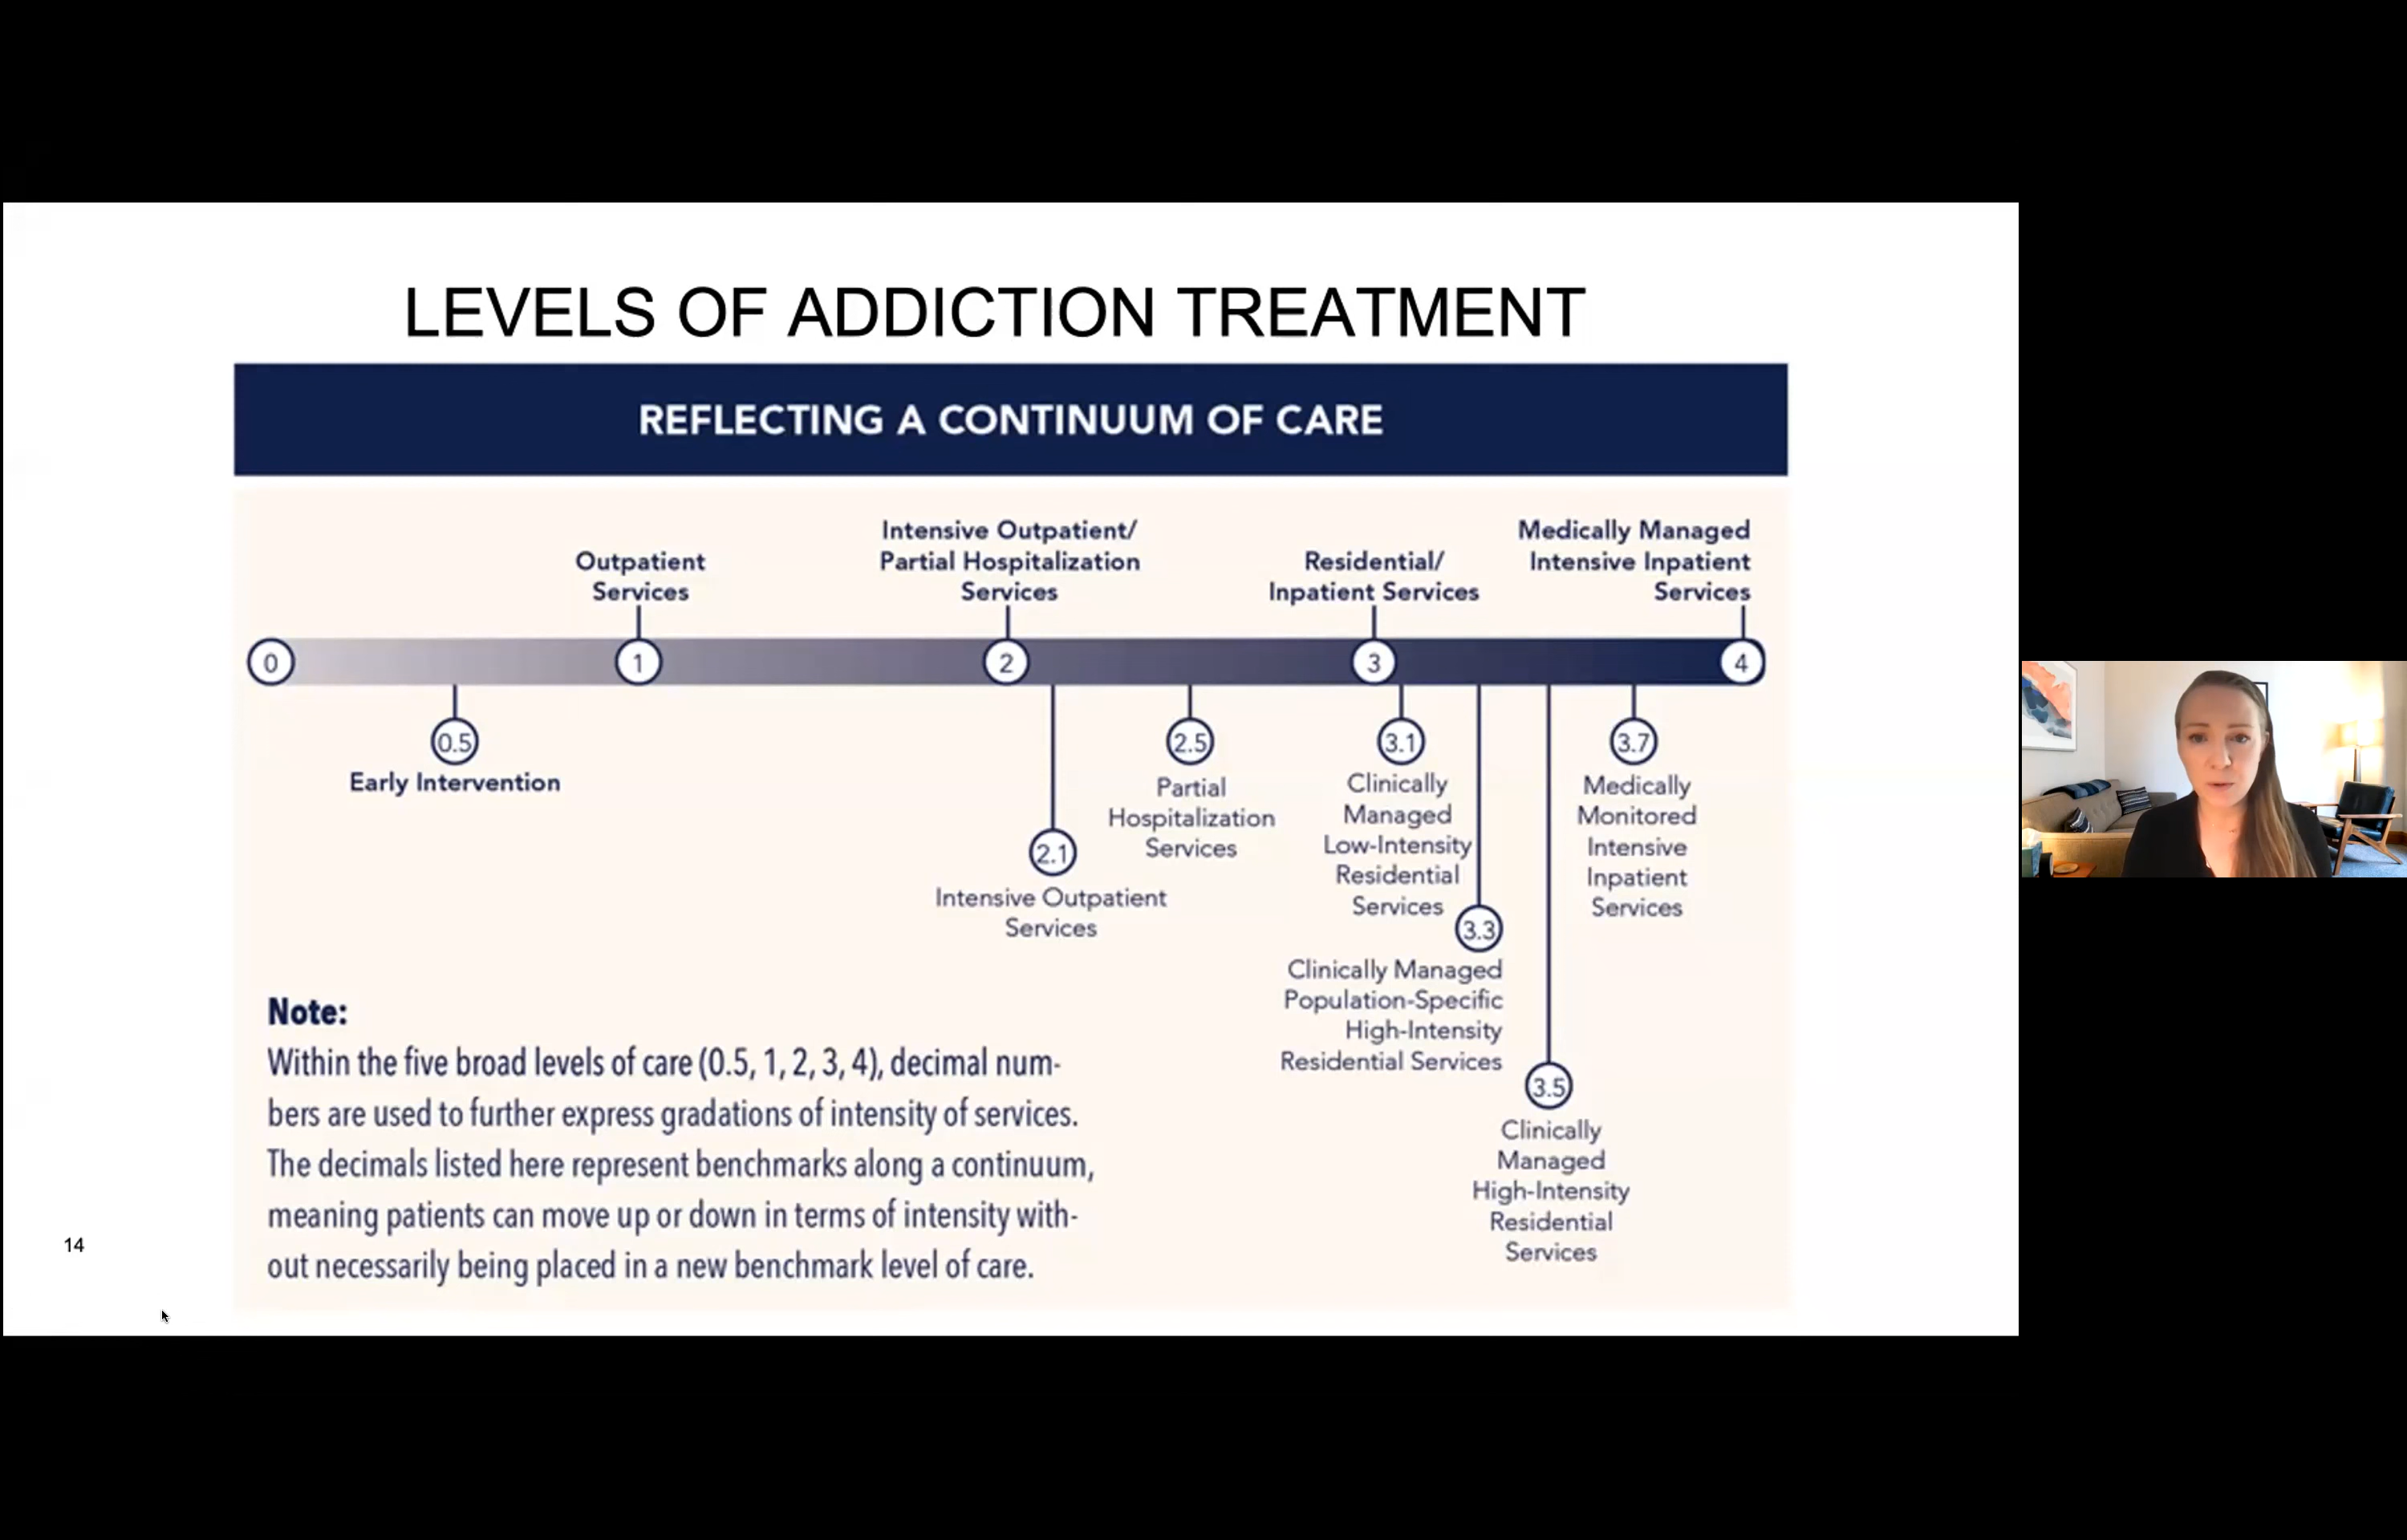 LEVELS OF ADDICTION TREATMENT
REFLECTING A CONTINUUM OF CARE
Outpatient
Services
Intensive Outpatient/
Partial Hospitalization
Services
Residential/
Inpatient Services
Medically Managed
Intensive Inpatient
Services
0
1
2
3
4
0.5
Early Intervention
2.1
Intensive Outpatient
Services
2.5
Partial
Hospitalization
Services
3.1
Clinically
Managed
Low-Intensity
Residential
Services
3.3
Clinically Managed
Population-Specific
High-Intensity
Residential Services
3.5
Clinically
Managed
High-Intensity
Residential
Services
3.7
Medically
Monitored
Intensive
Inpatient
Services
Note:
Within the five broad levels of care (0.5, 1, 2, 3, 4), decimal num-
bers are used to further express gradations of intensity of services.
The decimals listed here represent benchmarks along a continuum,
meaning patients can move up or down in terms of intensity with-
out necessarily being placed in a new benchmark level of care.
14